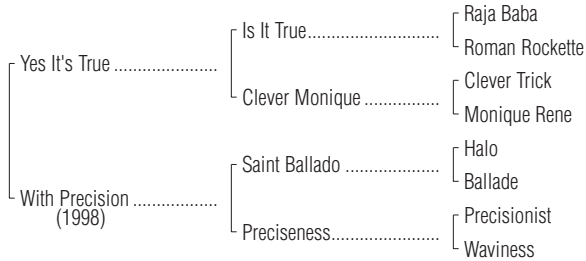 Raja Baba
Is It True
Roman Rockette
Yes It's True
Clever Trick
Clever Monique
Monique Rene
Halo
Saint Ballado
Ballade
With Precision
(1998)
Precisionist
Preciseness
Waviness